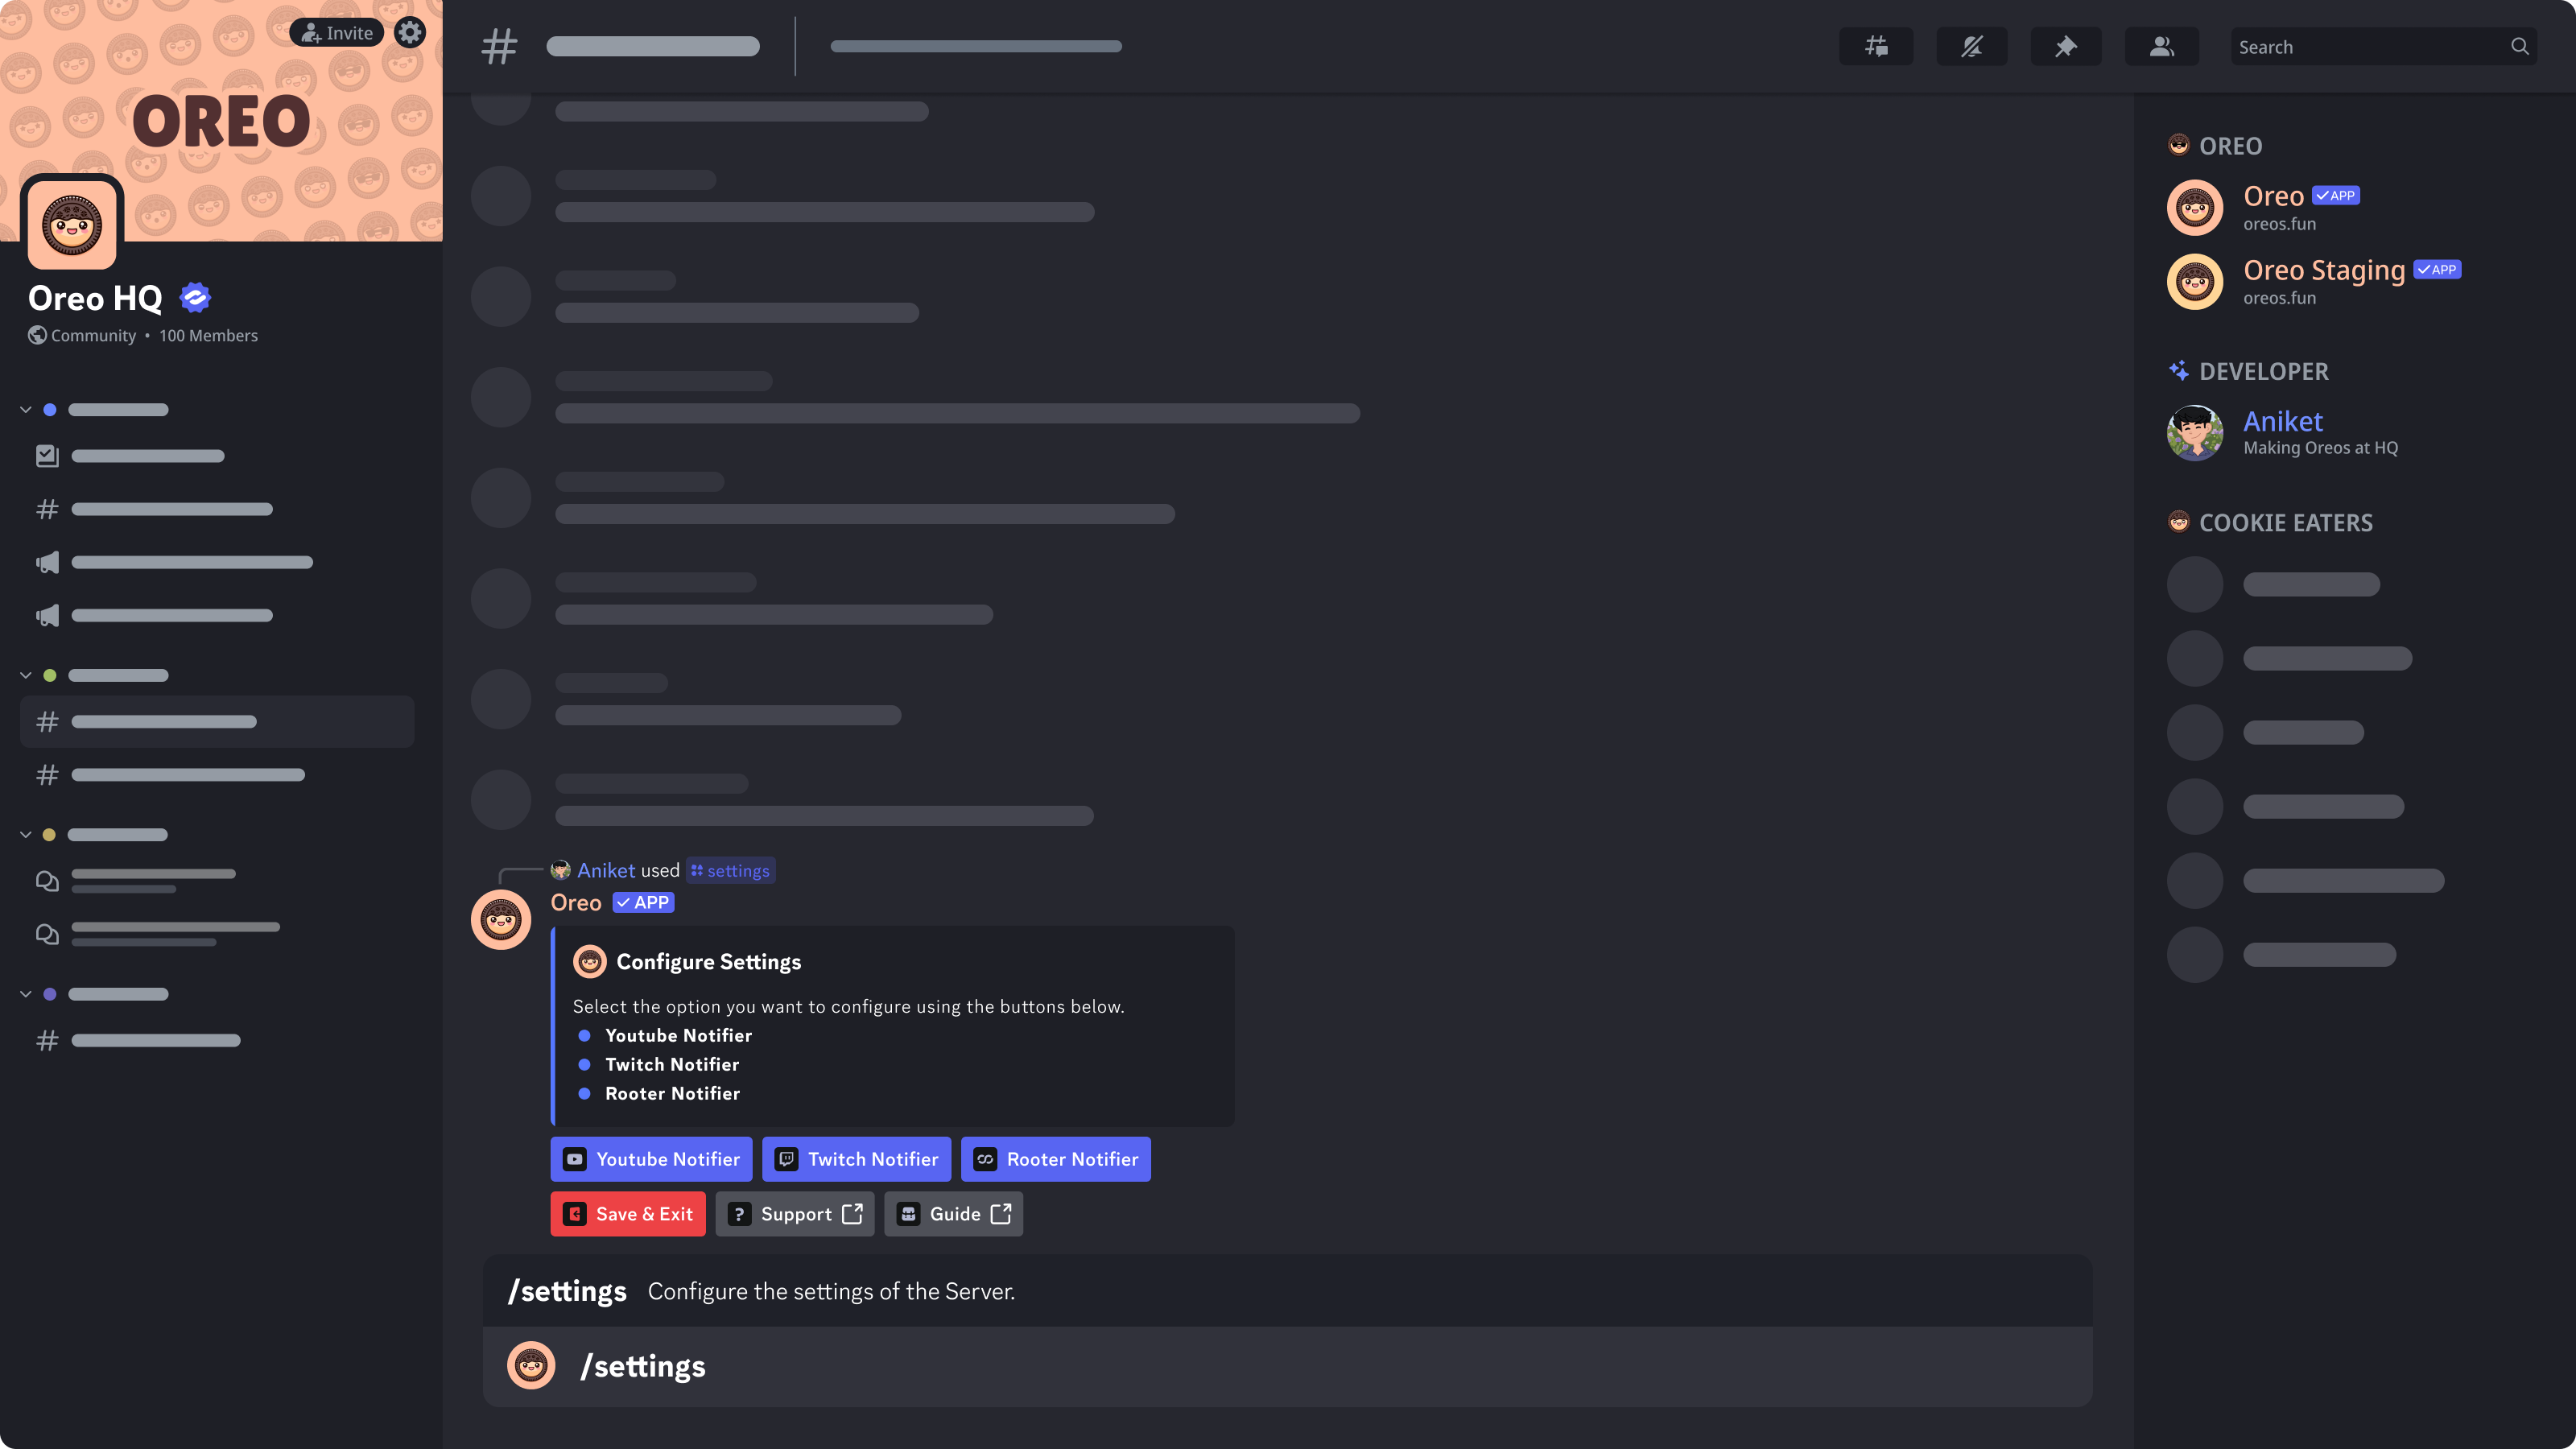 Invite
OREO
Oreo HQ
Community • 100 Members
Search
Aniket used settings
Oreo APP
Configure Settings
Select the option you want to configure using the buttons below.
Youtube Notifier
Twitch Notifier
Rooter Notifier
Youtube Notifier Twitch Notifier Rooter Notifier
Save & Exit ? Support Guide
/settings Configure the settings of the Server.
/settings
OREO
Oreo APP
oreos.fun
Oreo Staging APP
oreos.fun
DEVELOPER
Aniket
Making Oreos at HQ
COOKIE EATERS